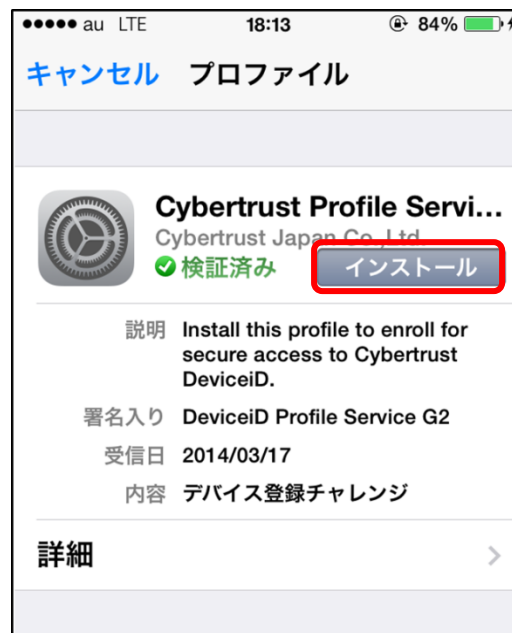 au LTE 18:13 84%
キャンセル プロファイル
Cybertrust Profile Servi...
Cybertrust Japan Co.,Ltd.
検証済み インストール
説明 Install this profile to enroll for
secure access to Cybertrust
DeviceiD.
署名入り DeviceiD Profile Service G2
受信日 2014/03/17
内容 デバイス登録チャレンジ
詳細